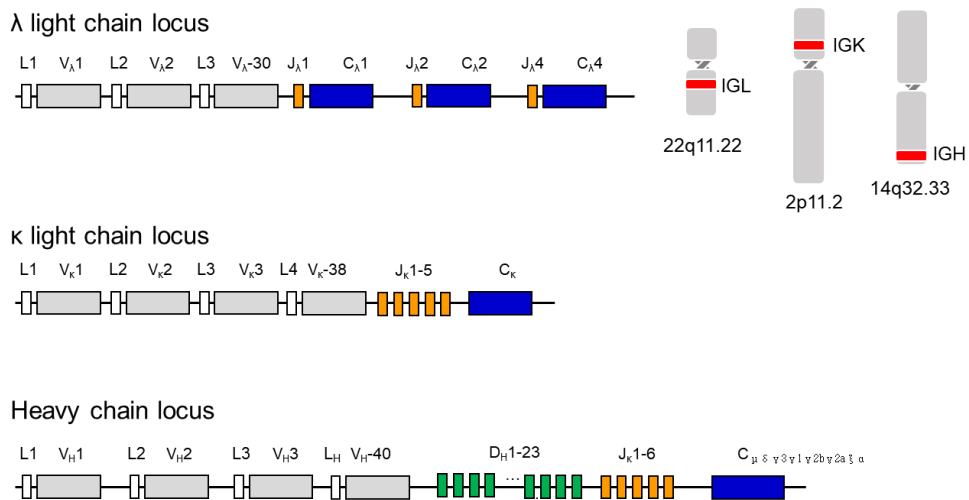 λ light chain locus
L1 Vλ1 L2 Vλ2 L3 Vλ-30 Jλ1 Cλ1 Jλ2 Cλ2 Jλ4 Cλ4
IGL
22q11.22
IGK
2p11.2
IGH
14q32.33
κ light chain locus
L1 Vκ1 L2 Vκ2 L3 Vκ3 L4 Vκ-38 Jκ1-5 Cκ
Heavy chain locus
L1 VH1 L2 VH2 L3 VH3 LH VH-40 DH1-23 ... Jκ1-6 Cμδγ3γ1γ2bγ2aξα